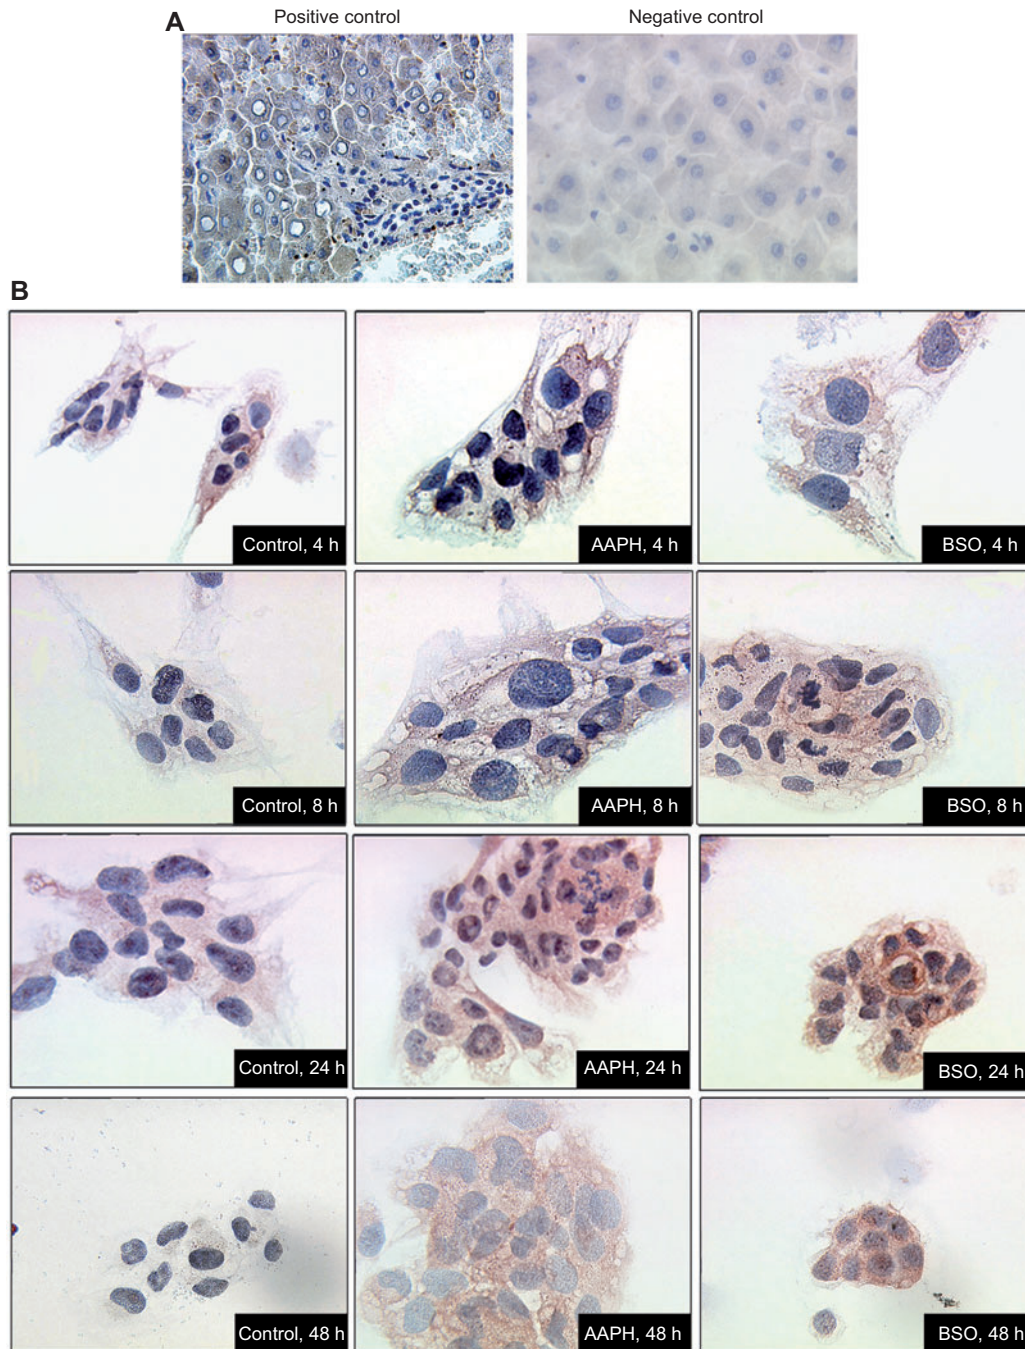 A
Positive control
Negative control
B
Control, 4 h
AAPH, 4 h
BSO, 4 h
Control, 8 h
AAPH, 8 h
BSO, 8 h
Control, 24 h
AAPH, 24 h
BSO, 24 h
Control, 48 h
AAPH, 48 h
BSO, 48 h